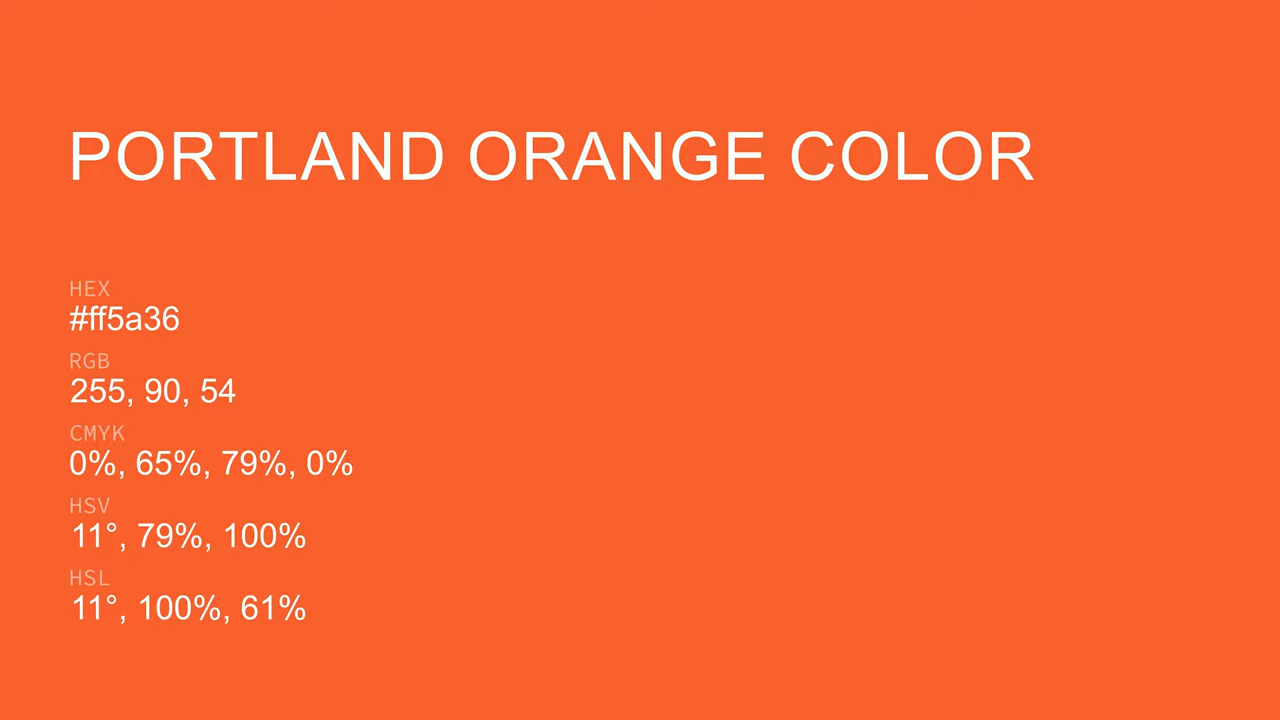 PORTLAND ORANGE COLOR
HEX
#ff5a36
RGB
255, 90, 54
CMYK
0%, 65%, 79%, 0%
HSV
11°, 79%, 100%
HSL
11°, 100%, 61%